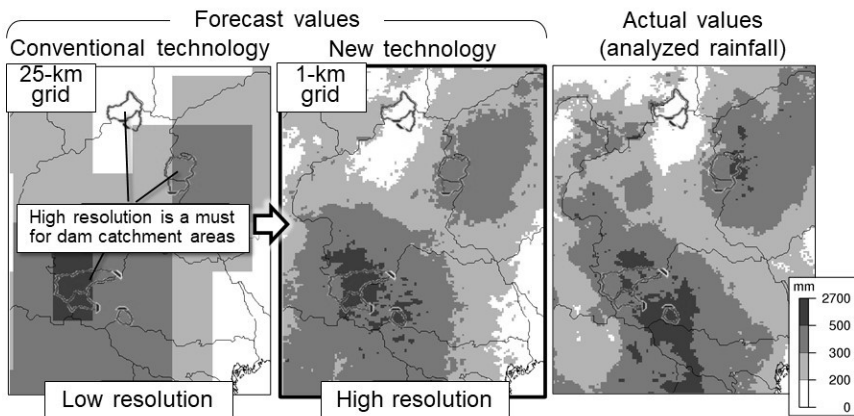 Forecast values
Conventional technology
New technology
Actual values
(analyzed rainfall)
25-km
grid
1-km
grid
High resolution is a must
for dam catchment areas
mm
2700
500
300
200
0
Low resolution
High resolution